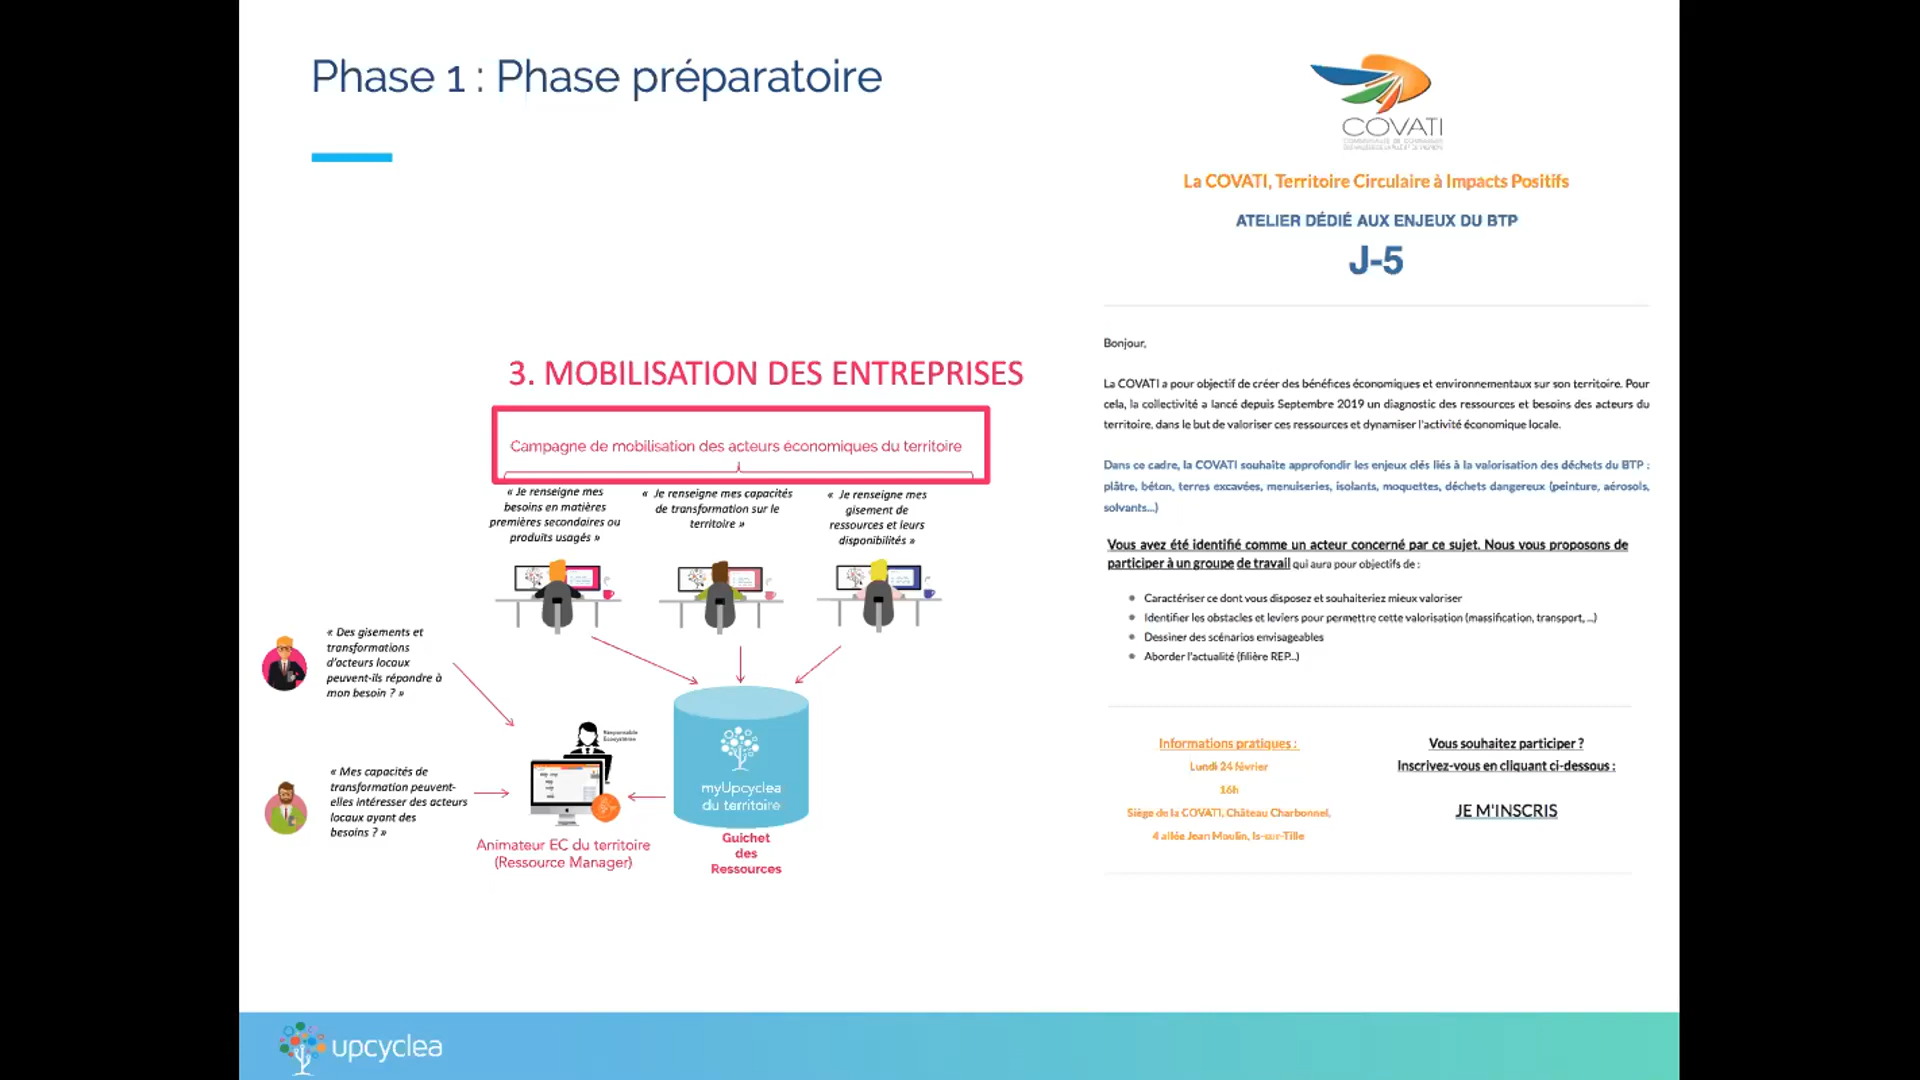 Phase 1 : Phase préparatoire
3. MOBILISATION DES ENTREPRISES
Campagne de mobilisation des acteurs économiques du territoire
« Je renseigne mes
besoins en matières
premières secondaires ou
produits usagés »
« Je renseigne mes capacités
de transformation sur le
territoire »
« Je renseigne mes
gisement de
ressources et leurs
disponibilités »
« Des gisements et
transformations
d'acteurs locaux
peuvent-ils répondre à
mon besoin ? »
« Mes capacités de
transformation peuvent-
elles intéresser des acteurs
locaux ayant des
besoins ? »
Responsable
Ecosystème
Animateur EC du territoire
(Ressource Manager)
myUpcyclea
du territoire
Guichet
des
Ressources
COVATI
La COVATI, Territoire Circulaire à Impacts Positifs
ATELIER DÉDIÉ AUX ENJEUX DU BTP
J-5
Bonjour,
La COVATI a pour objectif de créer des bénéfices économiques et environnementaux sur son territoire. Pour
cela, la collectivité a lancé depuis Septembre 2019 un diagnostic des ressources et besoins des acteurs du
territoire, dans le but de valoriser ces ressources et dynamiser l'activité économique locale.
Dans ce cadre, la COVATI souhaite approfondir les enjeux clés liés à la valorisation des déchets du BTP :
plâtre, béton, terres excavées, menuiseries, isolants, moquettes, déchets dangereux (peinture, aérosols,
solvants...)
Vous avez été identifié comme un acteur concerné par ce sujet. Nous vous proposons de
participer à un groupe de travail qui aura pour objectifs de :
• Caractériser ce dont vous disposez et souhaiteriez mieux valoriser
• Identifier les obstacles et leviers pour permettre cette valorisation (massification, transport, ...)
• Dessiner des scénarios envisageables
• Aborder l'actualité (filière REP...)
Informations pratiques :
Lundi 24 février
16h
Siège de la COVATI, Château Charbonnel,
4 allée Jean Moulin, Is-sur-Tille
Vous souhaitez participer ?
Inscrivez-vous en cliquant ci-dessous :
JE M'INSCRIS
upcyclea